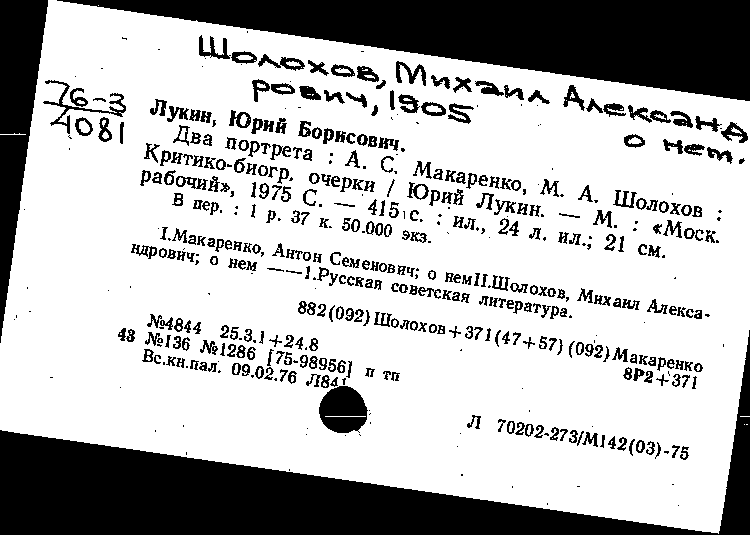 Шолохов, Михаил Александ
рович, 1905
о нем.
76-3
4081
Лукин, Юрий Борисович.
Два портрета : А. С. Макаренко, М. А. Шолохов :
Критико-биогр. очерки / Юрий Лукин. — М. : «Моск.
рабочий», 1975 С. — 415 с. : ил., 24 л. ил.; 21 см.
В пер. : 1 р. 37 к. 50.000 экз.
I.Макаренко, Антон Семенович; о немII.Шолохов, Михаил Алекса-
ндрович; о нем ——1.Русская советская литература.
882(092)Шолохов+371(47+57)(092)Макаренко
8Р2+371
№4844 25.3.1+24.8
43 №136 №1286 [75-98956] п тп
Вс.кн.пал. 09.02.76 Л841
Л 70202-273/М142(03)-75